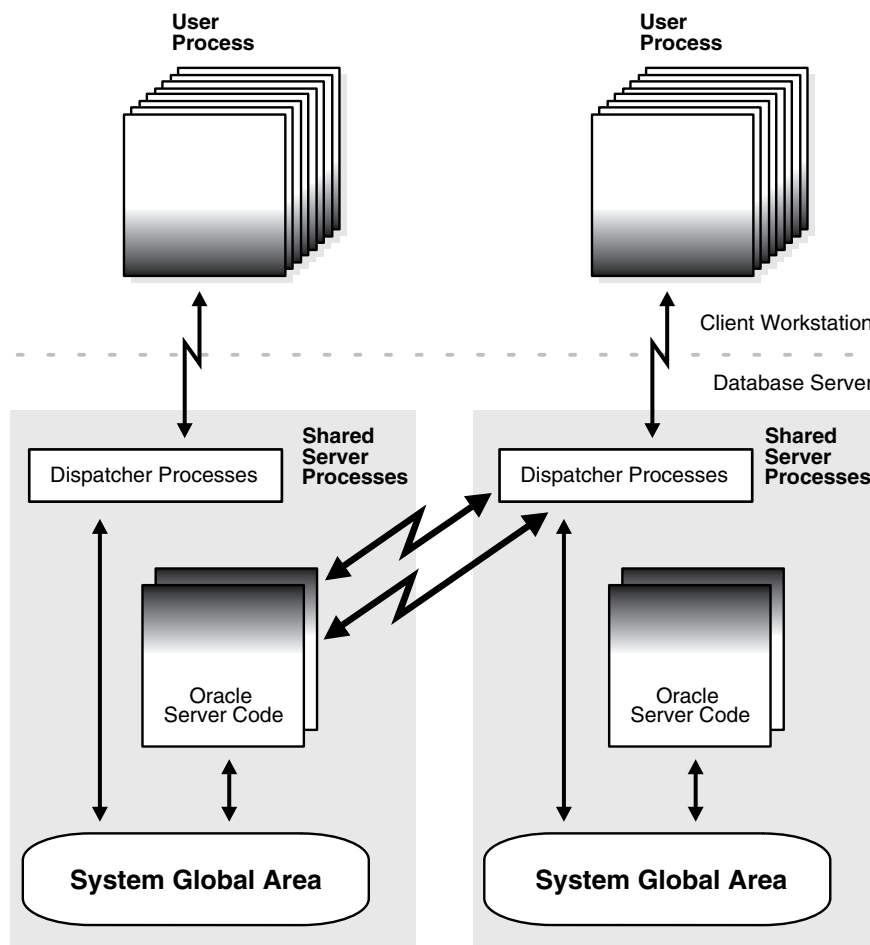 User
Process
User
Process
Client Workstation
Database Server
Shared
Server
Processes
Dispatcher Processes
Shared
Server
Processes
Dispatcher Processes
Oracle
Server Code
Oracle
Server Code
System Global Area
System Global Area